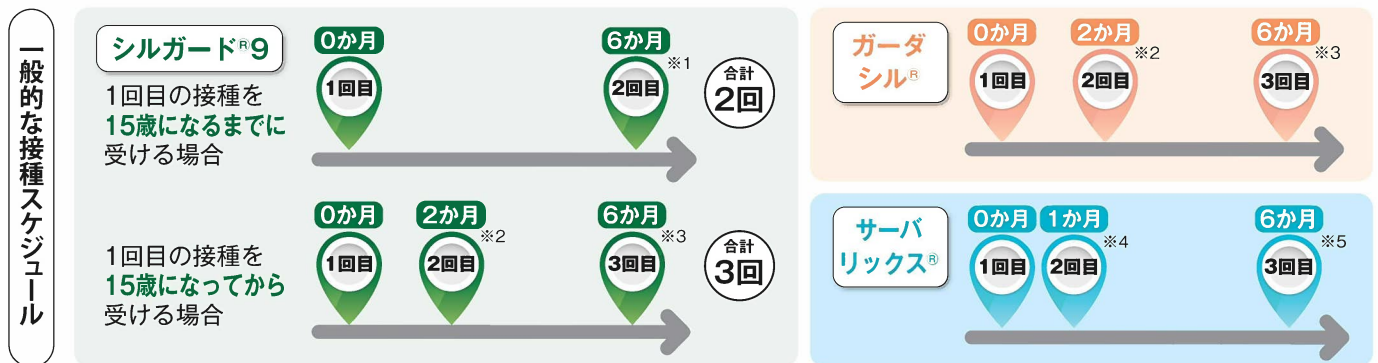 一般的な接種スケジュール
シルガード®9
1回目の接種を
15歳になるまでに
受ける場合
0か月
6か月
1回目
2回目
※1
合計
2回
1回目の接種を
15歳になってから
受ける場合
0か月
2か月
6か月
1回目
2回目
※2
3回目
※3
合計
3回
ガーダ
シル®
0か月
2か月
6か月
1回目
2回目
※2
3回目
※3
サーバ
リックス®
0か月
1か月
6か月
1回目
2回目
※4
3回目
※5